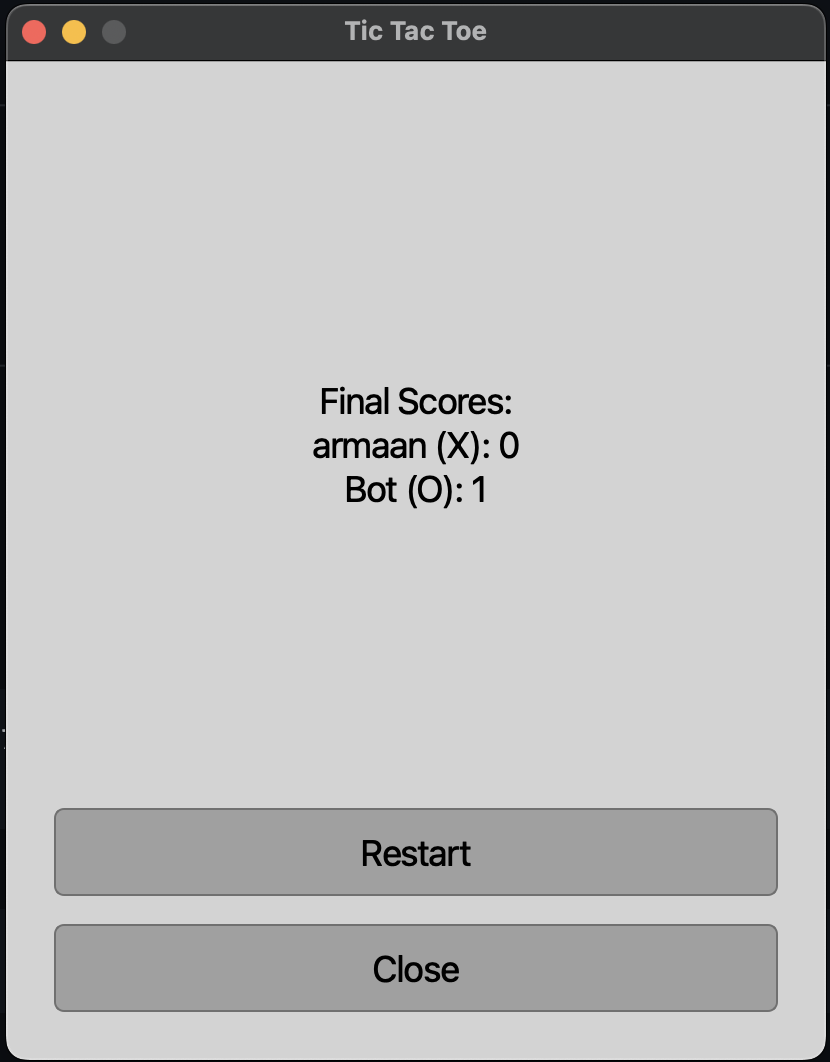 Tic Tac Toe
Final Scores:
armaan (X): 0
Bot (O): 1
Restart
Close